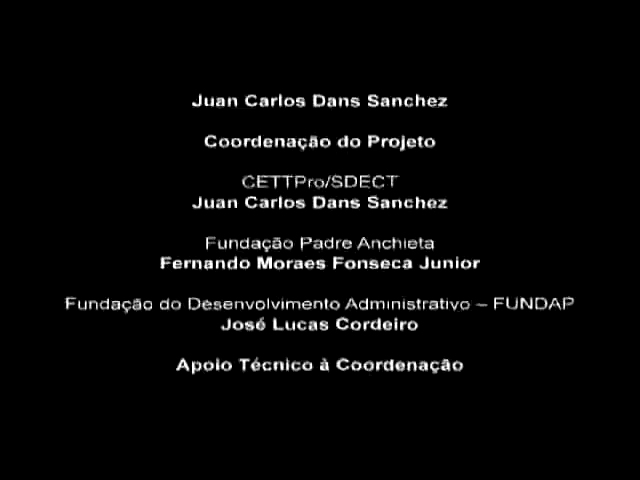 Juan Carlos Dans Sanchez
Coordenação do Projeto
CETTPro/SDECT
Juan Carlos Dans Sanchez
Fundação Padre Anchieta
Fernando Moraes Fonseca Junior
Fundação do Desenvolvimento Administrativo – FUNDAP
José Lucas Cordeiro
Apoio Técnico à Coordenação